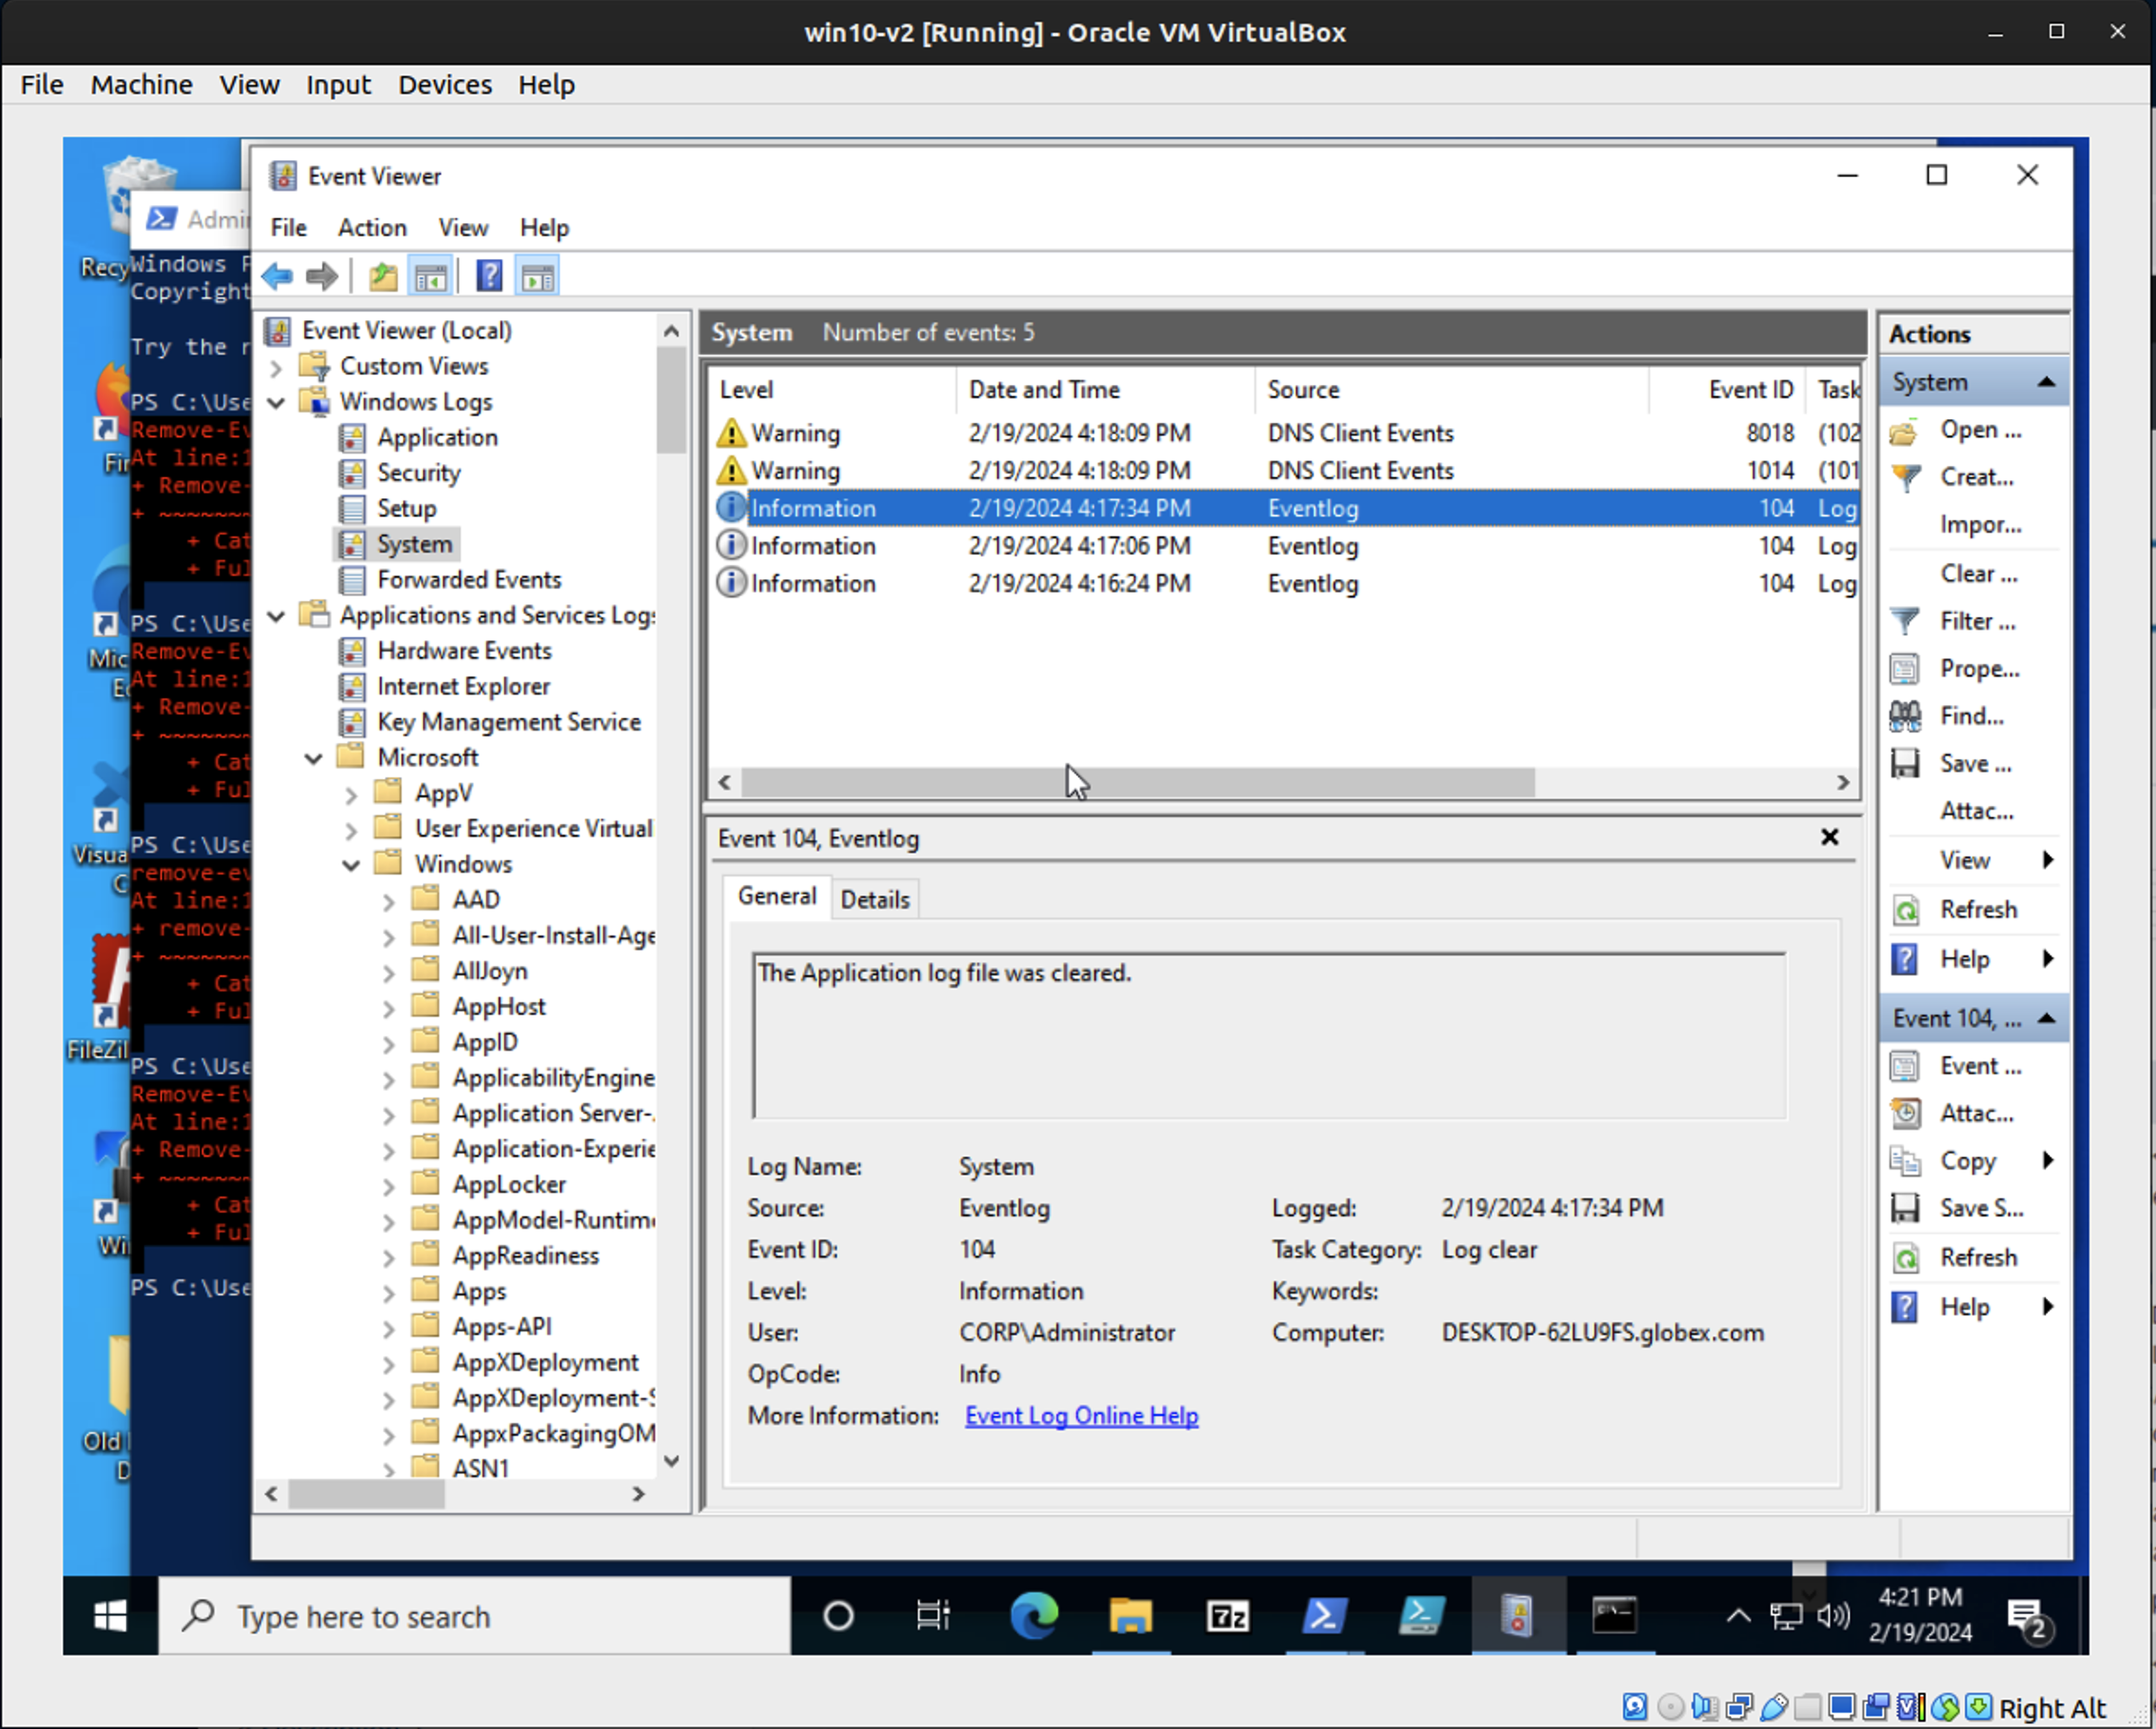 win10-v2 [Running] - Oracle VM VirtualBox
File Machine View Input Devices Help
Event Viewer
File Action View Help
Event Viewer (Local)
Custom Views
Windows Logs
Application
Security
Setup
System
Forwarded Events
Applications and Services Logs
Hardware Events
Internet Explorer
Key Management Service
Microsoft
AppV
User Experience Virtual
Windows
AAD
All-User-Install-Age
AllJoyn
AppHost
AppID
ApplicabilityEngine
Application Server-
Application-Experie
AppLocker
AppModel-Runtime
AppReadiness
Apps
Apps-API
AppXDeployment
AppXDeployment-S
AppxPackagingOM
ASN1
System Number of events: 5
Level Date and Time Source Event ID Task
Warning 2/19/2024 4:18:09 PM DNS Client Events 8018 (102
Warning 2/19/2024 4:18:09 PM DNS Client Events 1014 (101
Information 2/19/2024 4:17:34 PM Eventlog 104 Log
Information 2/19/2024 4:17:06 PM Eventlog 104 Log
Information 2/19/2024 4:16:24 PM Eventlog 104 Log
Event 104, Eventlog
General Details
The Application log file was cleared.
Log Name: System
Source: Eventlog Logged: 2/19/2024 4:17:34 PM
Event ID: 104 Task Category: Log clear
Level: Information Keywords:
User: CORP\Administrator Computer: DESKTOP-62LU9FS.globex.com
OpCode: Info
More Information: Event Log Online Help
Actions
System
Open ...
Creat...
Impor...
Clear ...
Filter ...
Prope...
Find...
Save ...
Attac...
View
Refresh
Help
Event 104, ...
Event ...
Attac...
Copy
Save S...
Refresh
Help
Admin
Windows P
Copyright
Try the n
PS C:\Use
Remove-Ev
At line:1
+ Remove-
+ ~~~~~~~
+ Cat
+ Ful
PS C:\Use
Remove-Ev
At line:1
+ Remove-
+ ~~~~~~~
+ Cat
+ Ful
PS C:\Use
remove-ev
At line:1
+ remove-
+ ~~~~~~~
+ Cat
+ Ful
PS C:\Use
Remove-Ev
At line:1
+ Remove-
+ ~~~~~~~
+ Cat
+ Ful
PS C:\Use
Recy
Fir
Mic
Visua
FileZil
Wi
Old
Type here to search
7z
4:21 PM
2/19/2024
2
Right Alt